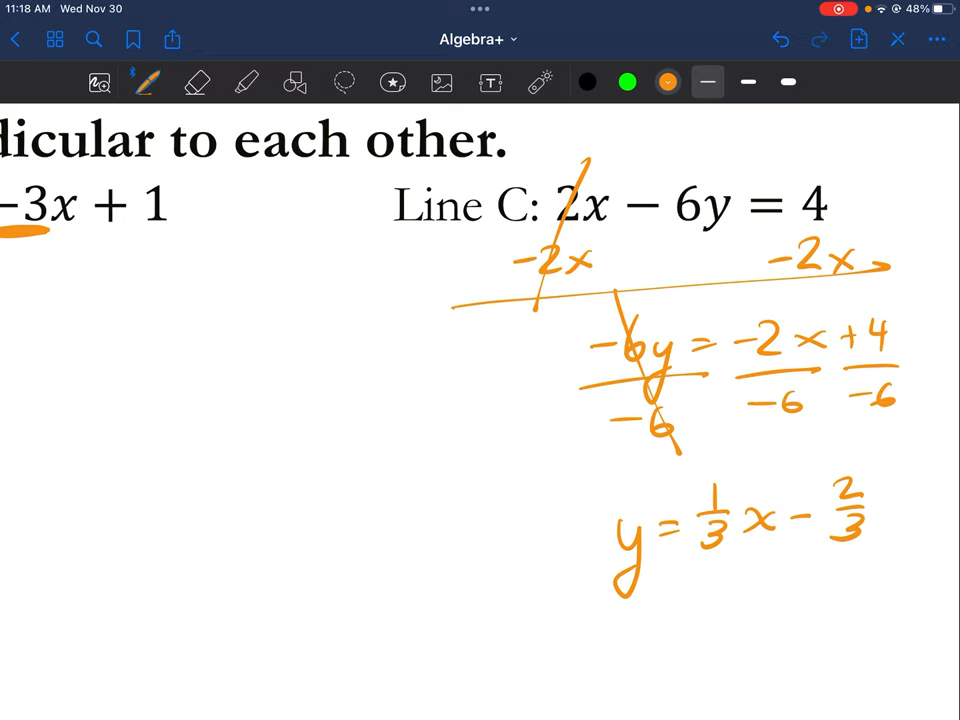 11:18 AM Wed Nov 30
48%
Algebra+
dicular to each other.
-3x + 1 Line C: 2x − 6y = 4
-2x -2x
-6y = -2x + 4
-6 -6 -6
y = 1/3 x - 2/3